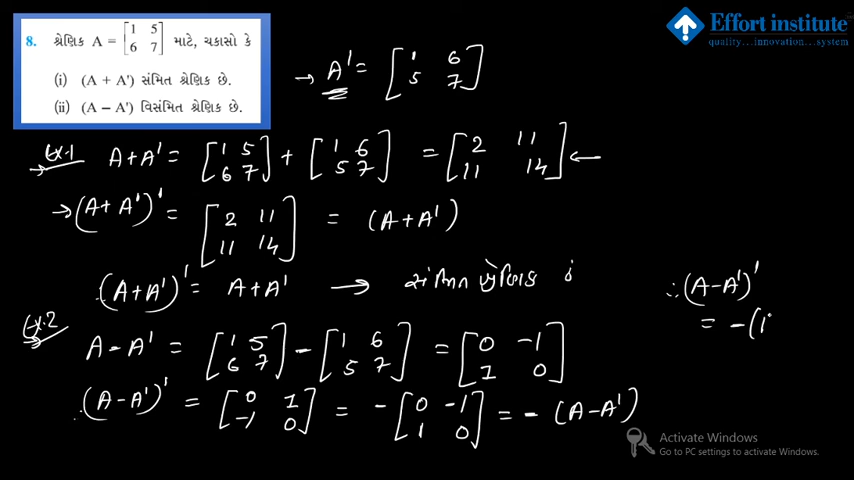 Effort institute
quality...innovation...system
8. શ્રેણિક A = [1 5; 6 7] માટે, ચકાસો કે
(i) (A + A') સંમિત શ્રેણિક છે.
(ii) (A – A') વિસંમિત શ્રેણિક છે.
→ A' = [1 6; 5 7]
→ A+A' = [1 5; 6 7] + [1 6; 5 7] = [2 11; 11 14] ←
→ (A+A')' = [2 11; 11 14] = (A+A')
∴ (A+A')' = A+A' → સંમિત શ્રેણિક છે
A-A' = [1 5; 6 7] - [1 6; 5 7] = [0 -1; 1 0]
∴ (A-A')' = [0 1; -1 0] = -[0 -1; 1 0] = -(A-A')
∴ (A-A')'
= -(
Activate Windows
Go to PC settings to activate Windows.